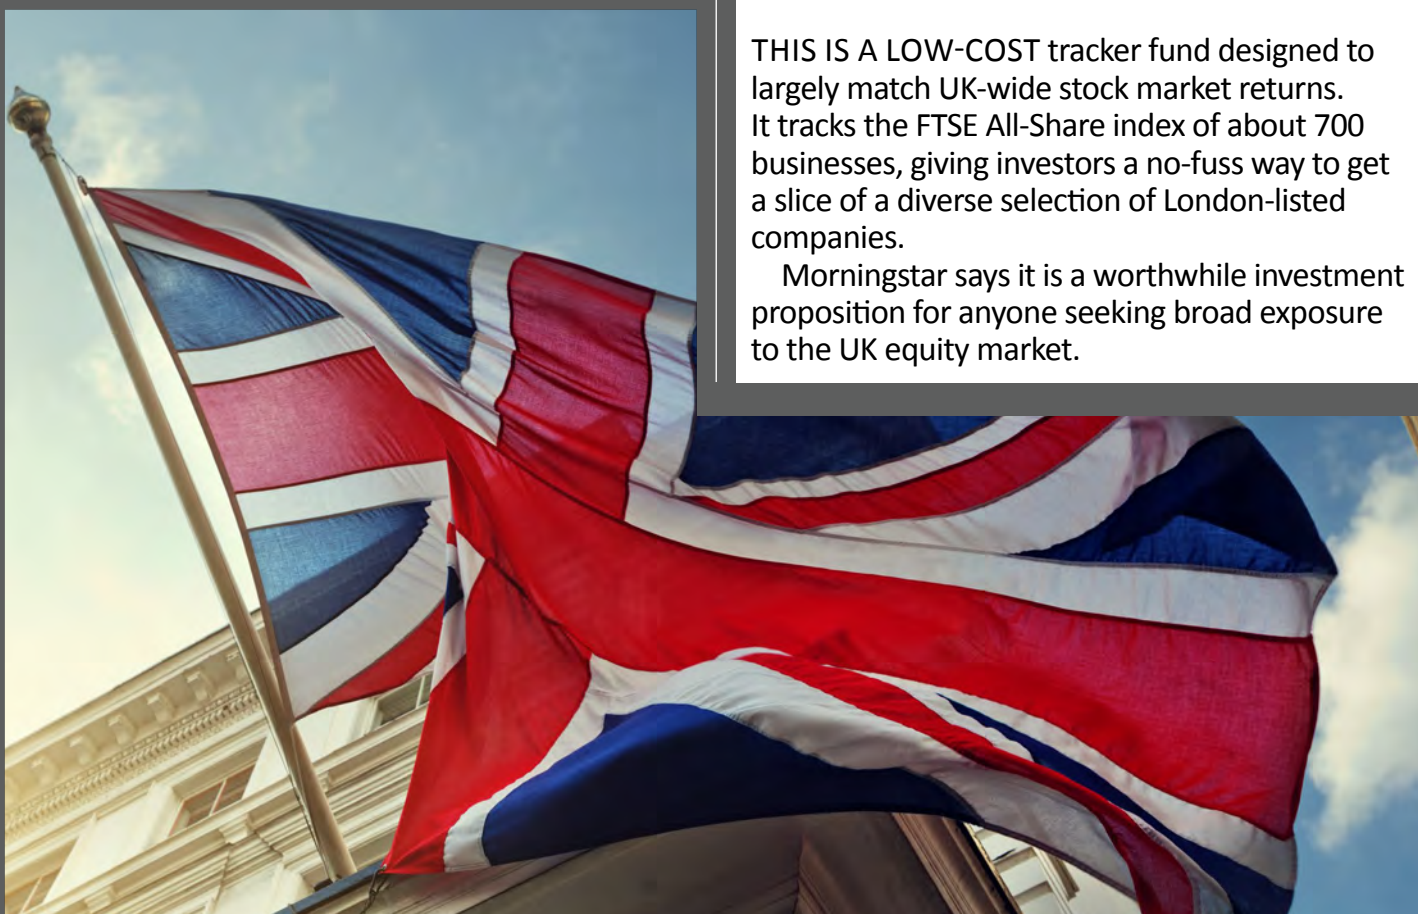 THIS IS A LOW-COST tracker fund designed to
largely match UK-wide stock market returns.
It tracks the FTSE All-Share index of about 700
businesses, giving investors a no-fuss way to get
a slice of a diverse selection of London-listed
companies.
Morningstar says it is a worthwhile investment
proposition for anyone seeking broad exposure
to the UK equity market.